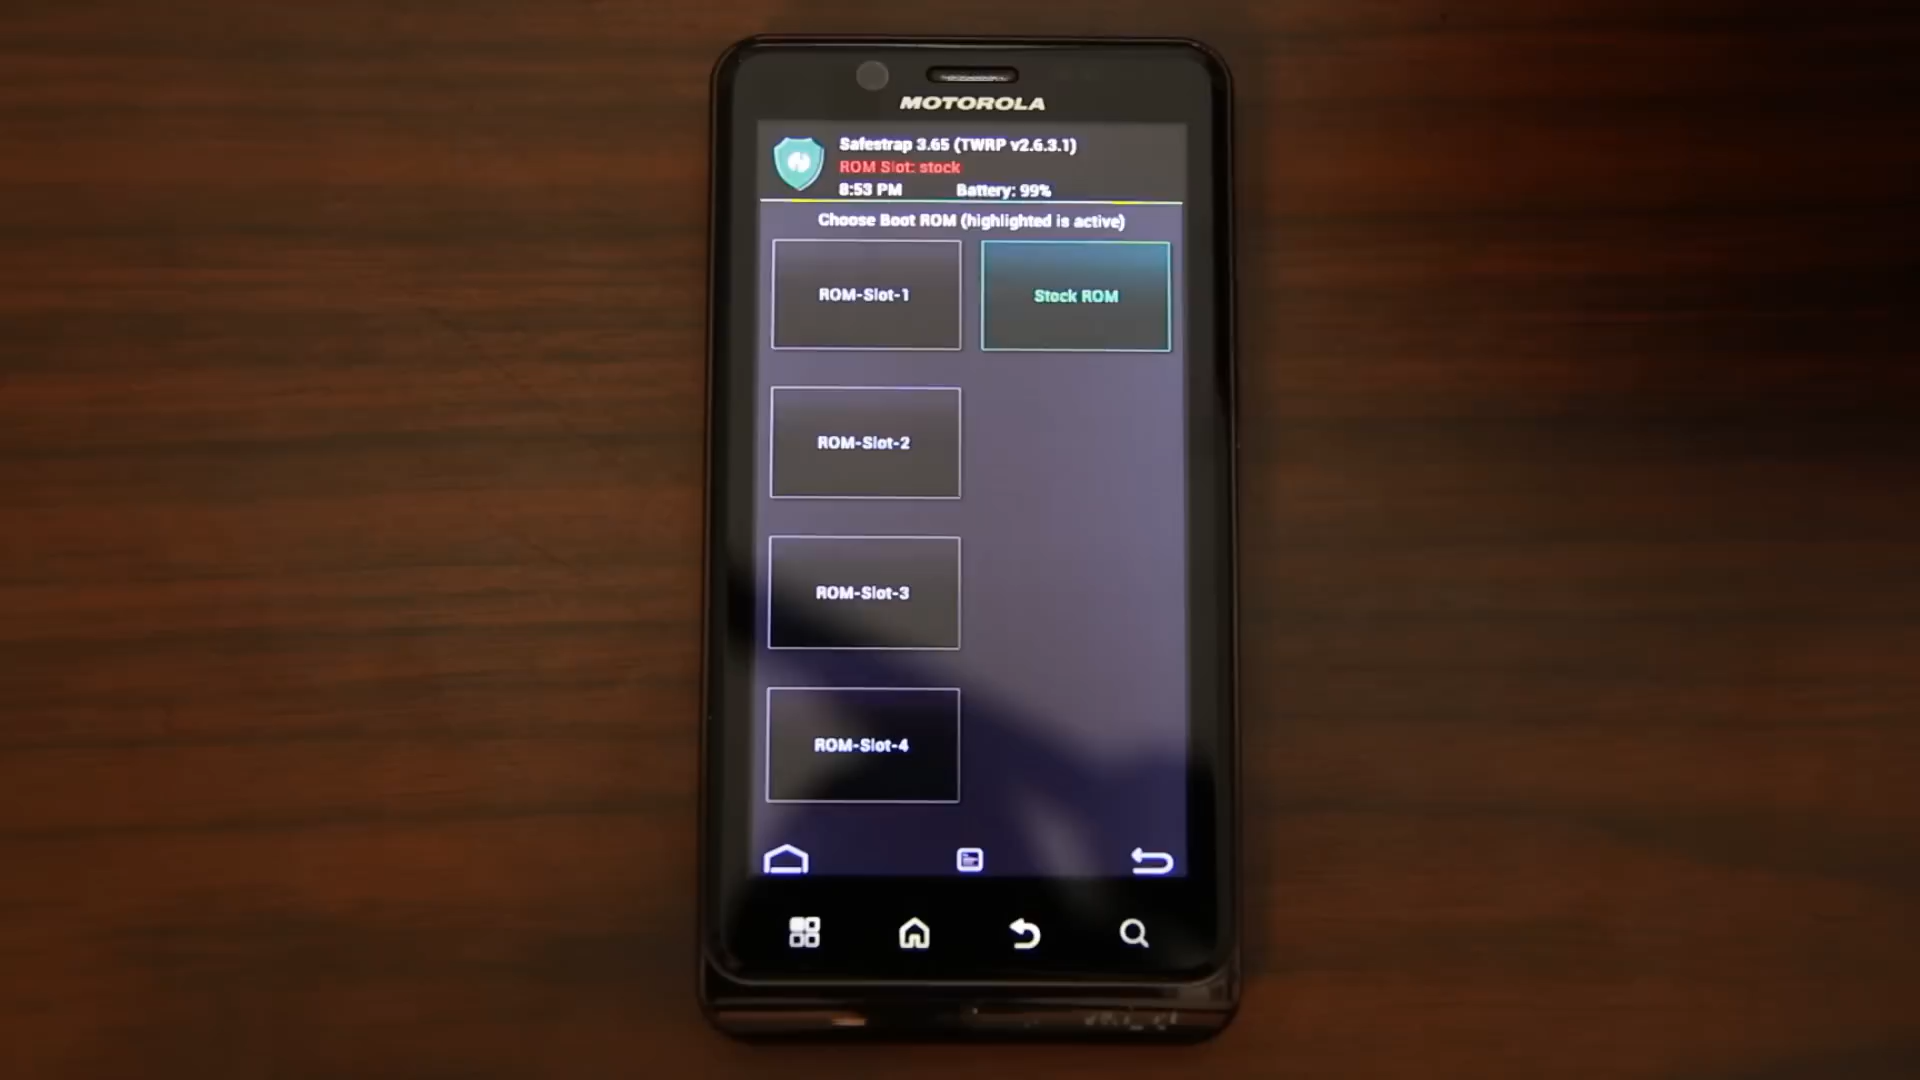 MOTOROLA
Safestrap 3.65 (TWRP v2.6.3.1)
ROM Slot: stock
8:53 PM Battery: 99%
Choose Boot ROM (highlighted is active)
ROM-Slot-1 Stock ROM
ROM-Slot-2
ROM-Slot-3
ROM-Slot-4